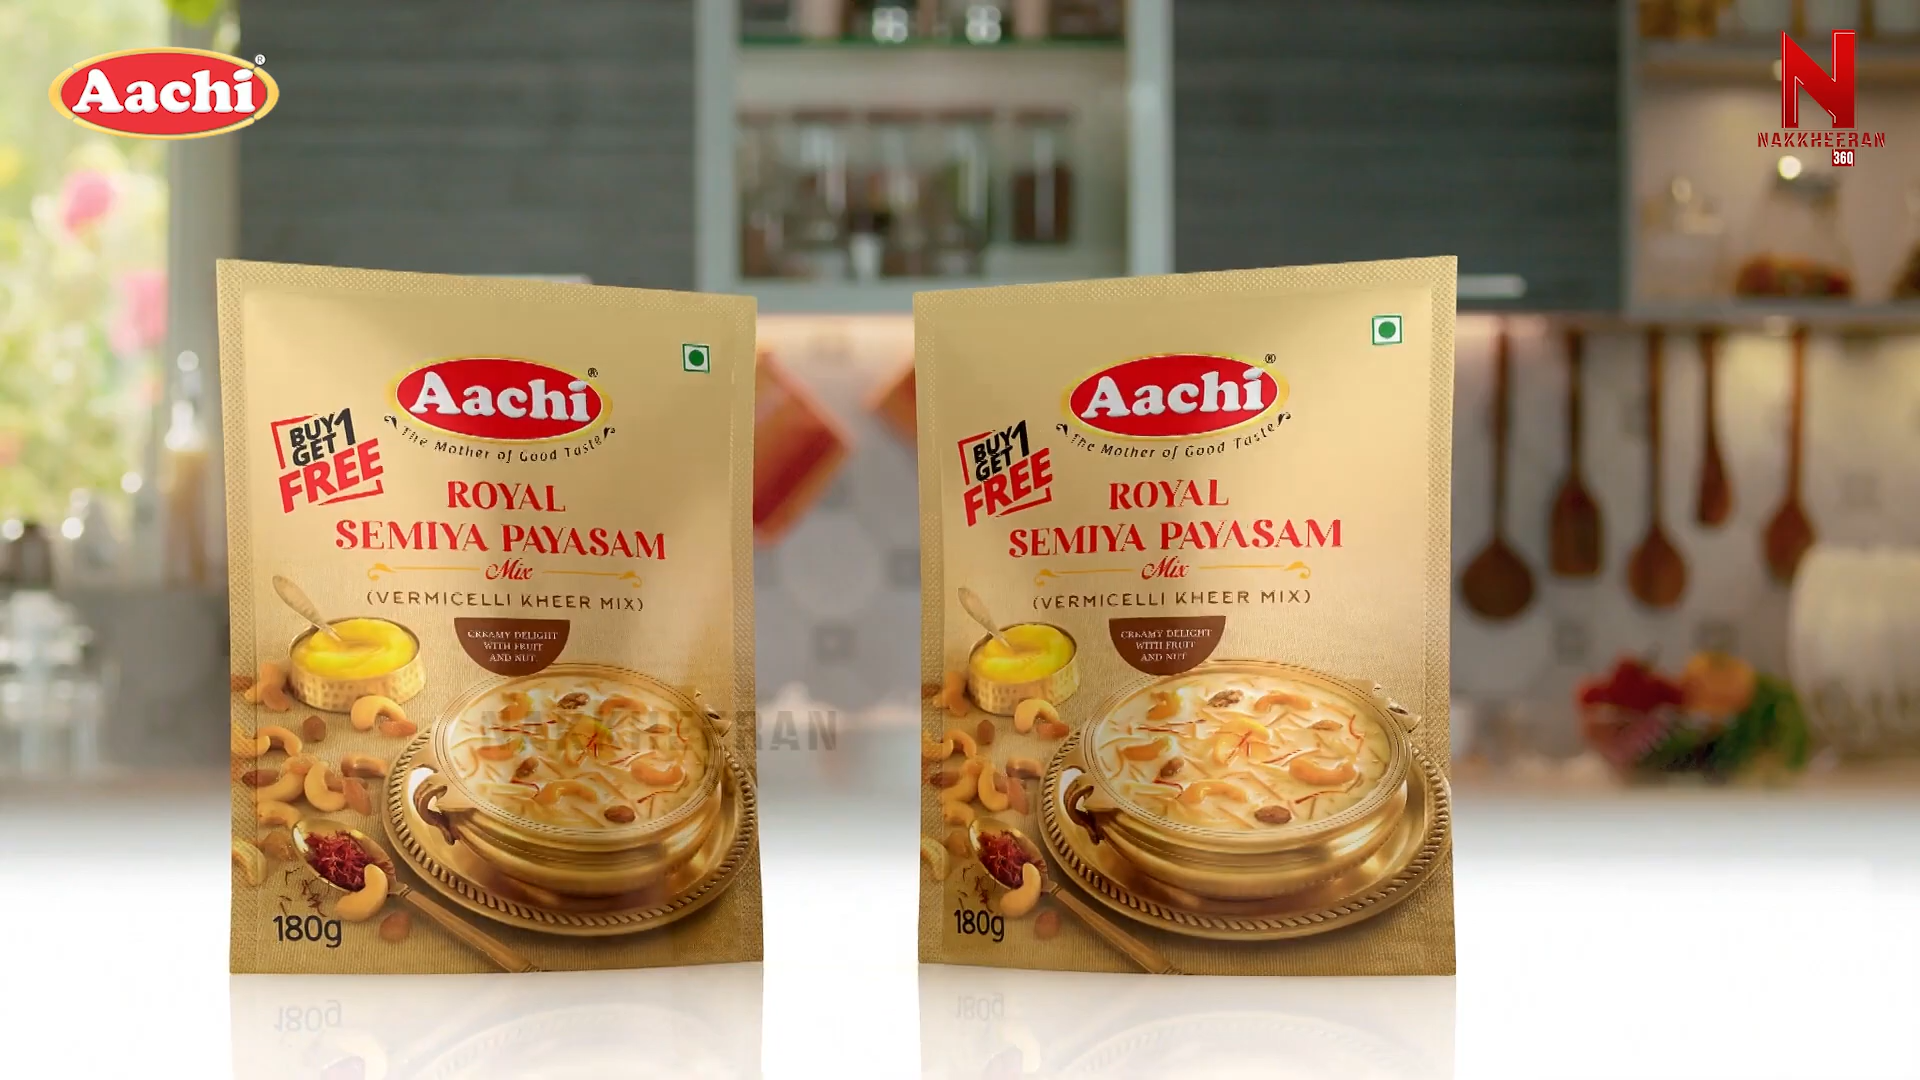 Aachi®
N
NAKKHEERAN
360
Aachi®
The Mother of Good Taste
BUY 1
GET
FREE
ROYAL
SEMIYA PAYASAM
Mix
(VERMICELLI KHEER MIX)
CREAMY DELIGHT
WITH FRUIT
AND NUT
180g
Aachi®
The Mother of Good Taste
BUY 1
GET
FREE
ROYAL
SEMIYA PAYASAM
Mix
(VERMICELLI KHEER MIX)
CREAMY DELIGHT
WITH FRUIT
AND NUT
180g
NAKKHEERAN